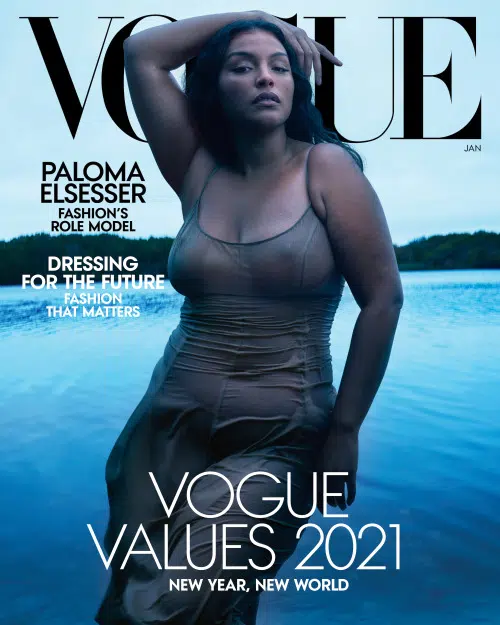 VOGUE
JAN
PALOMA
ELSESSER
FASHION'S
ROLE MODEL
DRESSING
FOR THE FUTURE
FASHION
THAT MATTERS
VOGUE
VALUES 2021
NEW YEAR, NEW WORLD